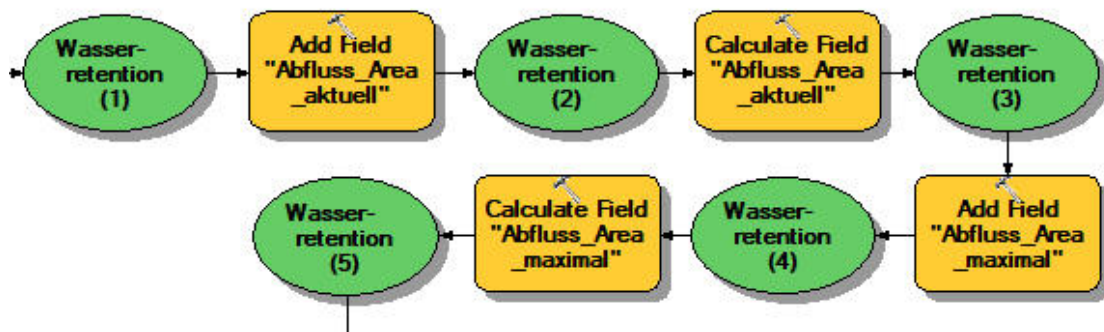 Wasser-
retention
(1)
Add Field
"Abfluss_Area
_aktuell"
Wasser-
retention
(2)
Calculate Field
"Abfluss_Area
_aktuell"
Wasser-
retention
(3)
Add Field
"Abfluss_Area
_maximal"
Wasser-
retention
(4)
Calculate Field
"Abfluss_Area
_maximal"
Wasser-
retention
(5)